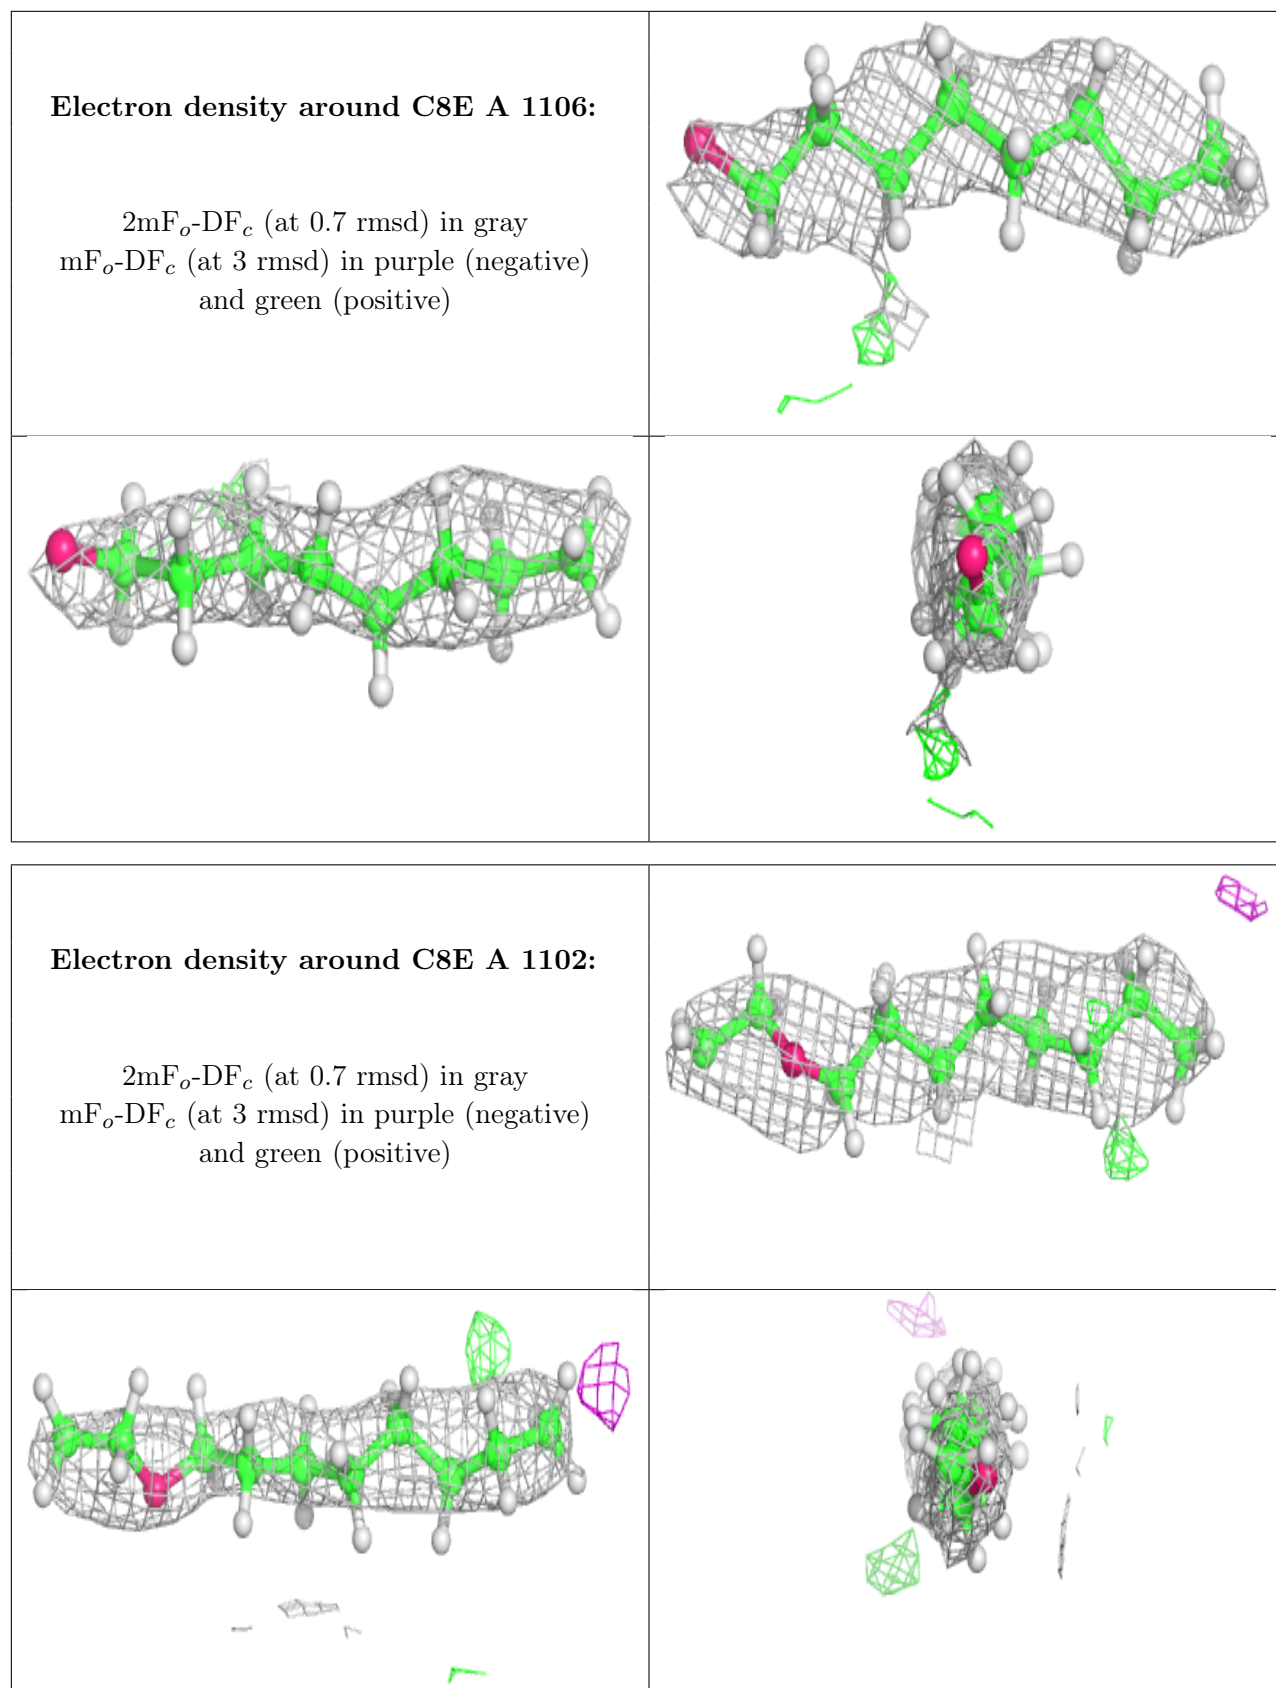 Electron density around C8E A 1106:
2mFo-DFc (at 0.7 rmsd) in gray
mFo-DFc (at 3 rmsd) in purple (negative)
and green (positive)
Electron density around C8E A 1102:
2mFo-DFc (at 0.7 rmsd) in gray
mFo-DFc (at 3 rmsd) in purple (negative)
and green (positive)